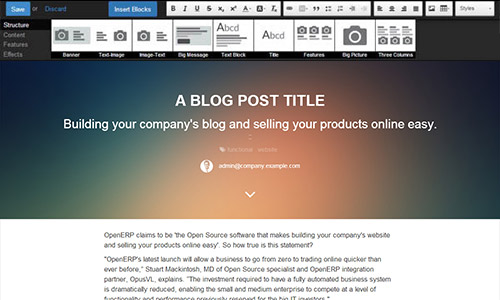 Save or Discard Insert Blocks B I U S x₂ x² A Styles
Structure
Content
Features
Effects
Abcd Abcd
Banner Text-Image Image-Text Big Message Text Block Title Features Big Picture Three Columns
A BLOG POST TITLE
Building your company's blog and selling your products online easy.
functional website
admin@company.example.com
OpenERP claims to be 'the Open Source software that makes building your company's website
and selling your products online easy'. So how true is this statement?
"OpenERP's latest launch will allow a business to go from zero to trading online quicker than
ever before," Stuart Mackintosh, MD of Open Source specialist and OpenERP integration
partner, OpusVL, explains. "The investment required to have a fully automated business system
is dramatically reduced, enabling the small and medium enterprise to compete at a level of
functionality and performance previously reserved for the big IT investors."